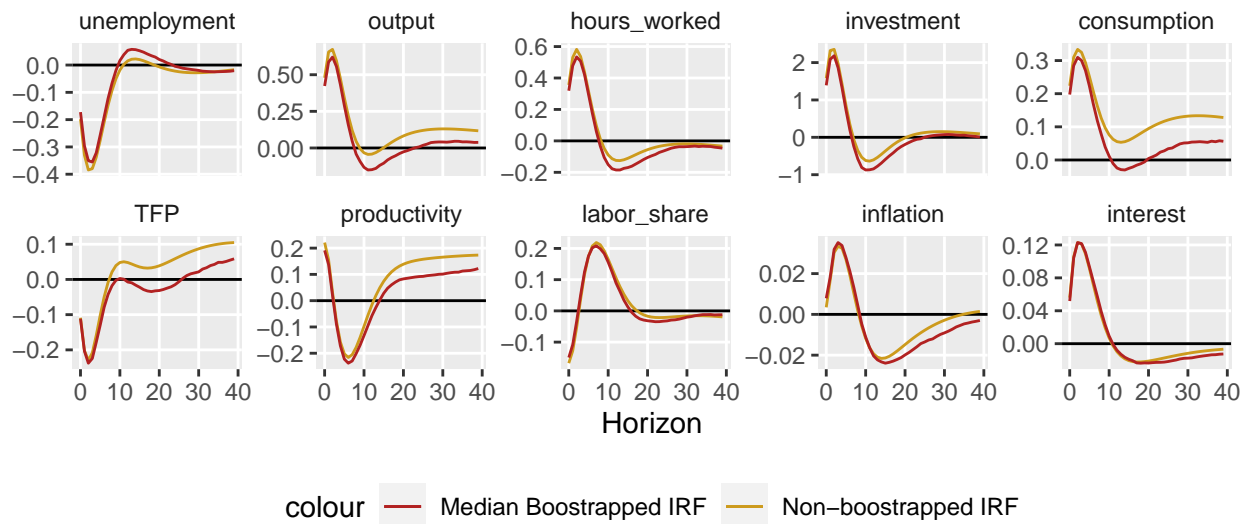 unemployment output hours_worked investment consumption
0.0 −0.1 −0.2 −0.3 −0.4
0.50 0.25 0.00
0.6 0.4 0.2 0.0 −0.2
2 1 0 −1
0.3 0.2 0.1 0.0
TFP productivity labor_share inflation interest
0.1 0.0 −0.1 −0.2
0.2 0.1 0.0 −0.1 −0.2
0.2 0.1 0.0 −0.1
0.02 0.00 −0.02
0.12 0.08 0.04 0.00
0 10 20 30 40 0 10 20 30 40 0 10 20 30 40 0 10 20 30 40 0 10 20 30 40
Horizon
colour Median Boostrapped IRF Non−boostrapped IRF